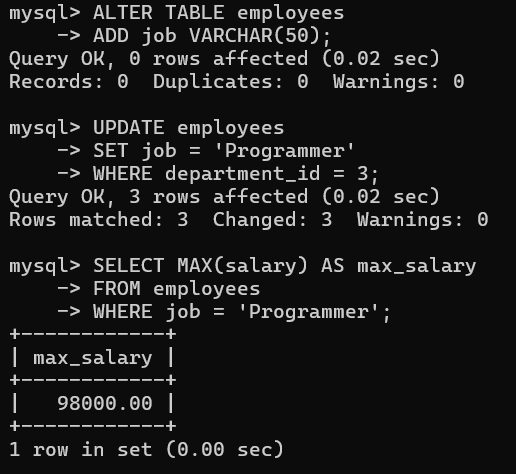 mysql> ALTER TABLE employees
    -> ADD job VARCHAR(50);
Query OK, 0 rows affected (0.02 sec)
Records: 0  Duplicates: 0  Warnings: 0

mysql> UPDATE employees
    -> SET job = 'Programmer'
    -> WHERE department_id = 3;
Query OK, 3 rows affected (0.02 sec)
Rows matched: 3  Changed: 3  Warnings: 0

mysql> SELECT MAX(salary) AS max_salary
    -> FROM employees
    -> WHERE job = 'Programmer';
+------------+
| max_salary |
+------------+
|   98000.00 |
+------------+
1 row in set (0.00 sec)